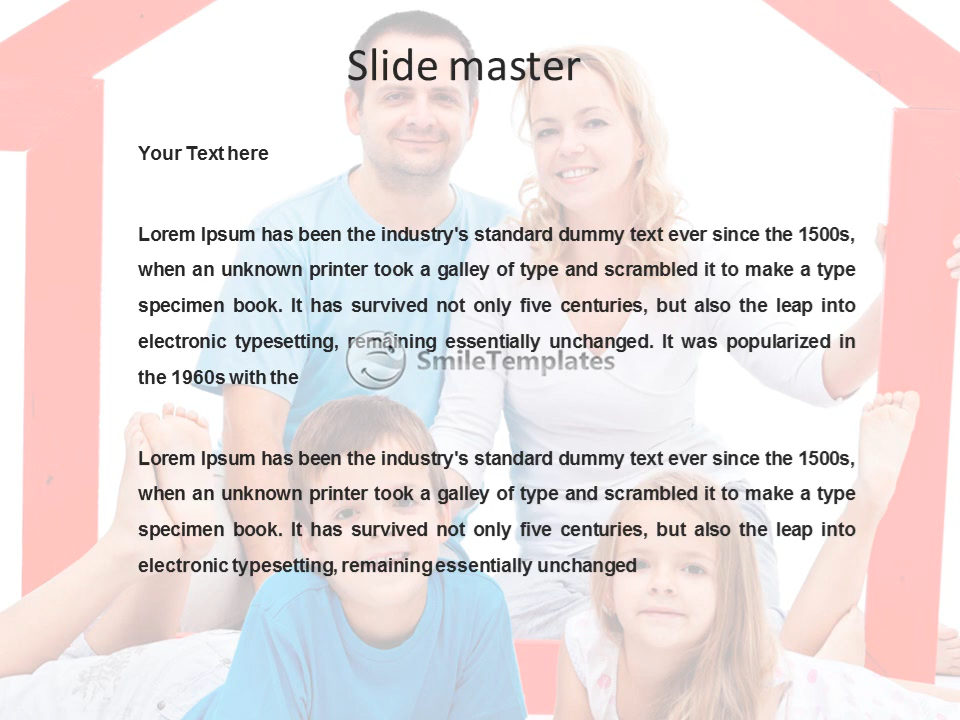 Slide master
Your Text here
Lorem Ipsum has been the industry's standard dummy text ever since the 1500s,
when an unknown printer took a galley of type and scrambled it to make a type
specimen book. It has survived not only five centuries, but also the leap into
electronic typesetting, remaining essentially unchanged. It was popularized in
the 1960s with the
SmileTemplates
Lorem Ipsum has been the industry's standard dummy text ever since the 1500s,
when an unknown printer took a galley of type and scrambled it to make a type
specimen book. It has survived not only five centuries, but also the leap into
electronic typesetting, remaining essentially unchanged